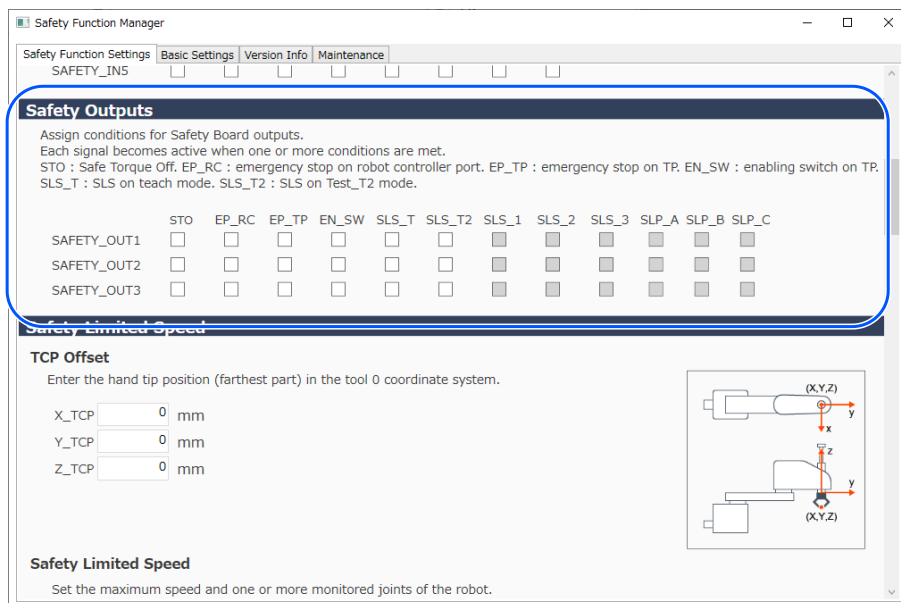 Safety Function Manager
Safety Function Settings Basic Settings Version Info Maintenance
SAFETY_IN5
Safety Outputs
Assign conditions for Safety Board outputs.
Each signal becomes active when one or more conditions are met.
STO : Safe Torque Off. EP_RC : emergency stop on robot controller port. EP_TP : emergency stop on TP. EN_SW : enabling switch on TP.
SLS_T : SLS on teach mode. SLS_T2 : SLS on Test_T2 mode.
STO EP_RC EP_TP EN_SW SLS_T SLS_T2 SLS_1 SLS_2 SLS_3 SLP_A SLP_B SLP_C
SAFETY_OUT1
SAFETY_OUT2
SAFETY_OUT3
Safety Limited Speed
TCP Offset
Enter the hand tip position (farthest part) in the tool 0 coordinate system.
X_TCP 0 mm
Y_TCP 0 mm
Z_TCP 0 mm
(X,Y,Z)
y
x
z
y
(X,Y,Z)
Safety Limited Speed
Set the maximum speed and one or more monitored joints of the robot.